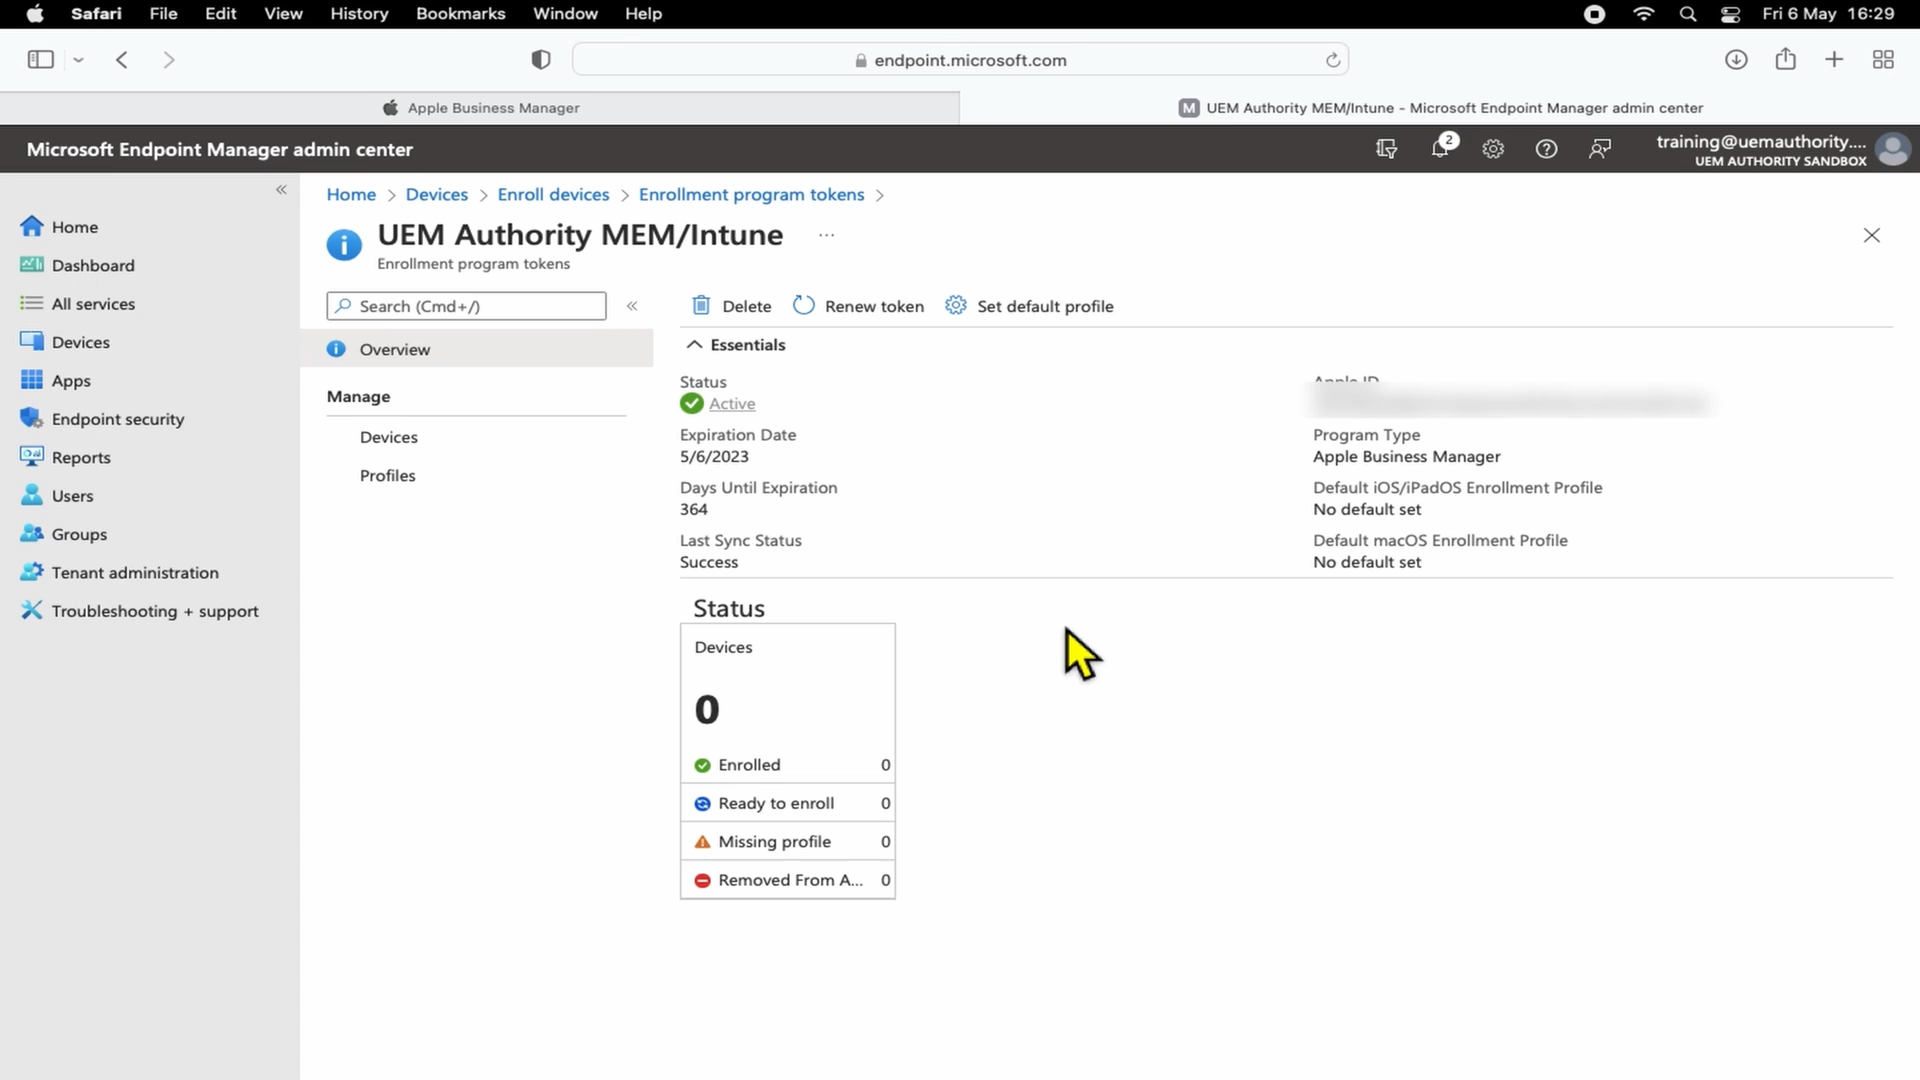 Safari File Edit View History Bookmarks Window Help Fri 6 May 16:29
endpoint.microsoft.com
Apple Business Manager
M UEM Authority MEM/Intune - Microsoft Endpoint Manager admin center
Microsoft Endpoint Manager admin center
2
training@uemauthority....
UEM AUTHORITY SANDBOX
Home
Dashboard
All services
Devices
Apps
Endpoint security
Reports
Users
Groups
Tenant administration
Troubleshooting + support
Home > Devices > Enroll devices > Enrollment program tokens >
UEM Authority MEM/Intune ...
Enrollment program tokens
Search (Cmd+/)
Overview
Manage
Devices
Profiles
Delete Renew token Set default profile
Essentials
Status
Active
Expiration Date
5/6/2023
Days Until Expiration
364
Last Sync Status
Success
Apple ID
Program Type
Apple Business Manager
Default iOS/iPadOS Enrollment Profile
No default set
Default macOS Enrollment Profile
No default set
Status
Devices
0
Enrolled 0
Ready to enroll 0
Missing profile 0
Removed From A... 0